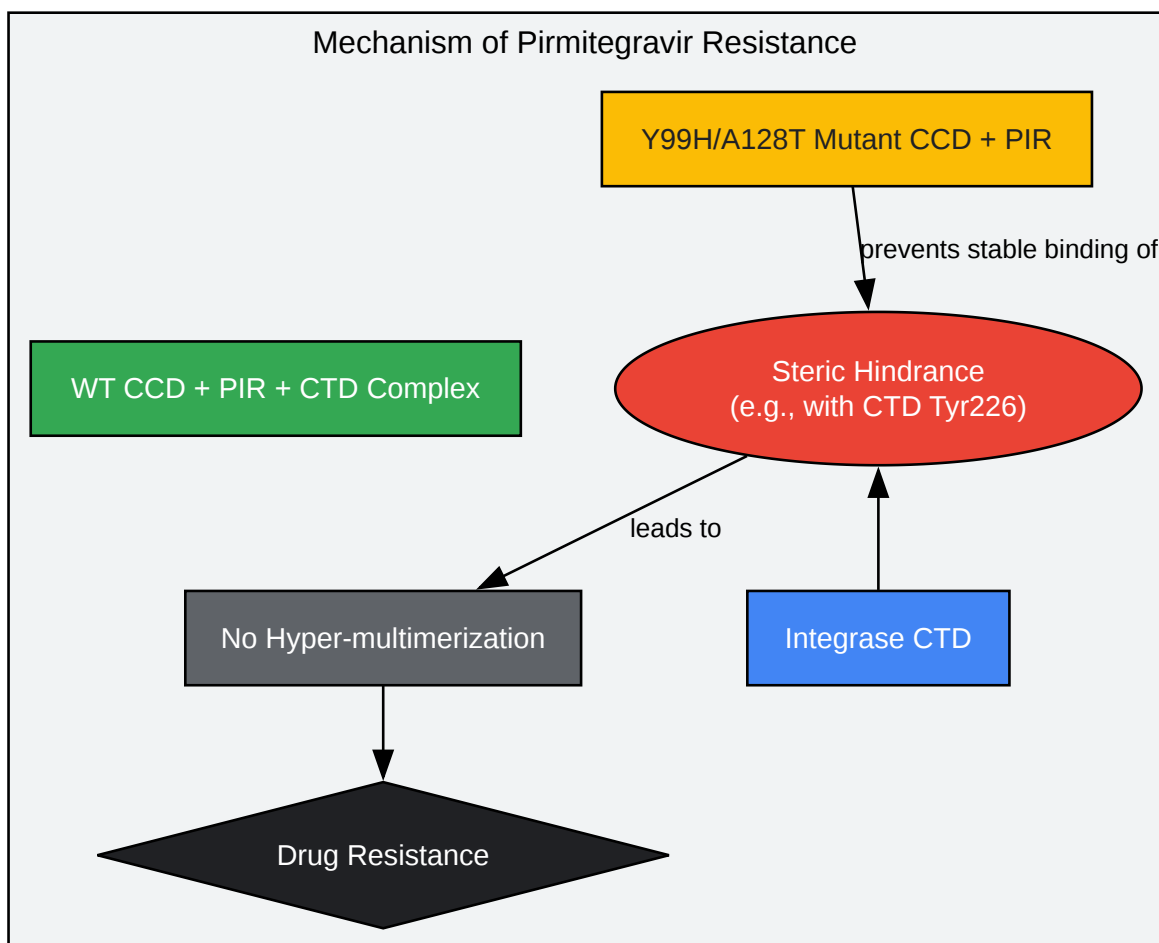 Mechanism of Pirmitegravir Resistance
Y99H/A128T Mutant CCD + PIR
prevents stable binding of
WT CCD + PIR + CTD Complex
Steric Hindrance
(e.g., with CTD Tyr226)
leads to
No Hyper-multimerization
Integrase CTD
Drug Resistance